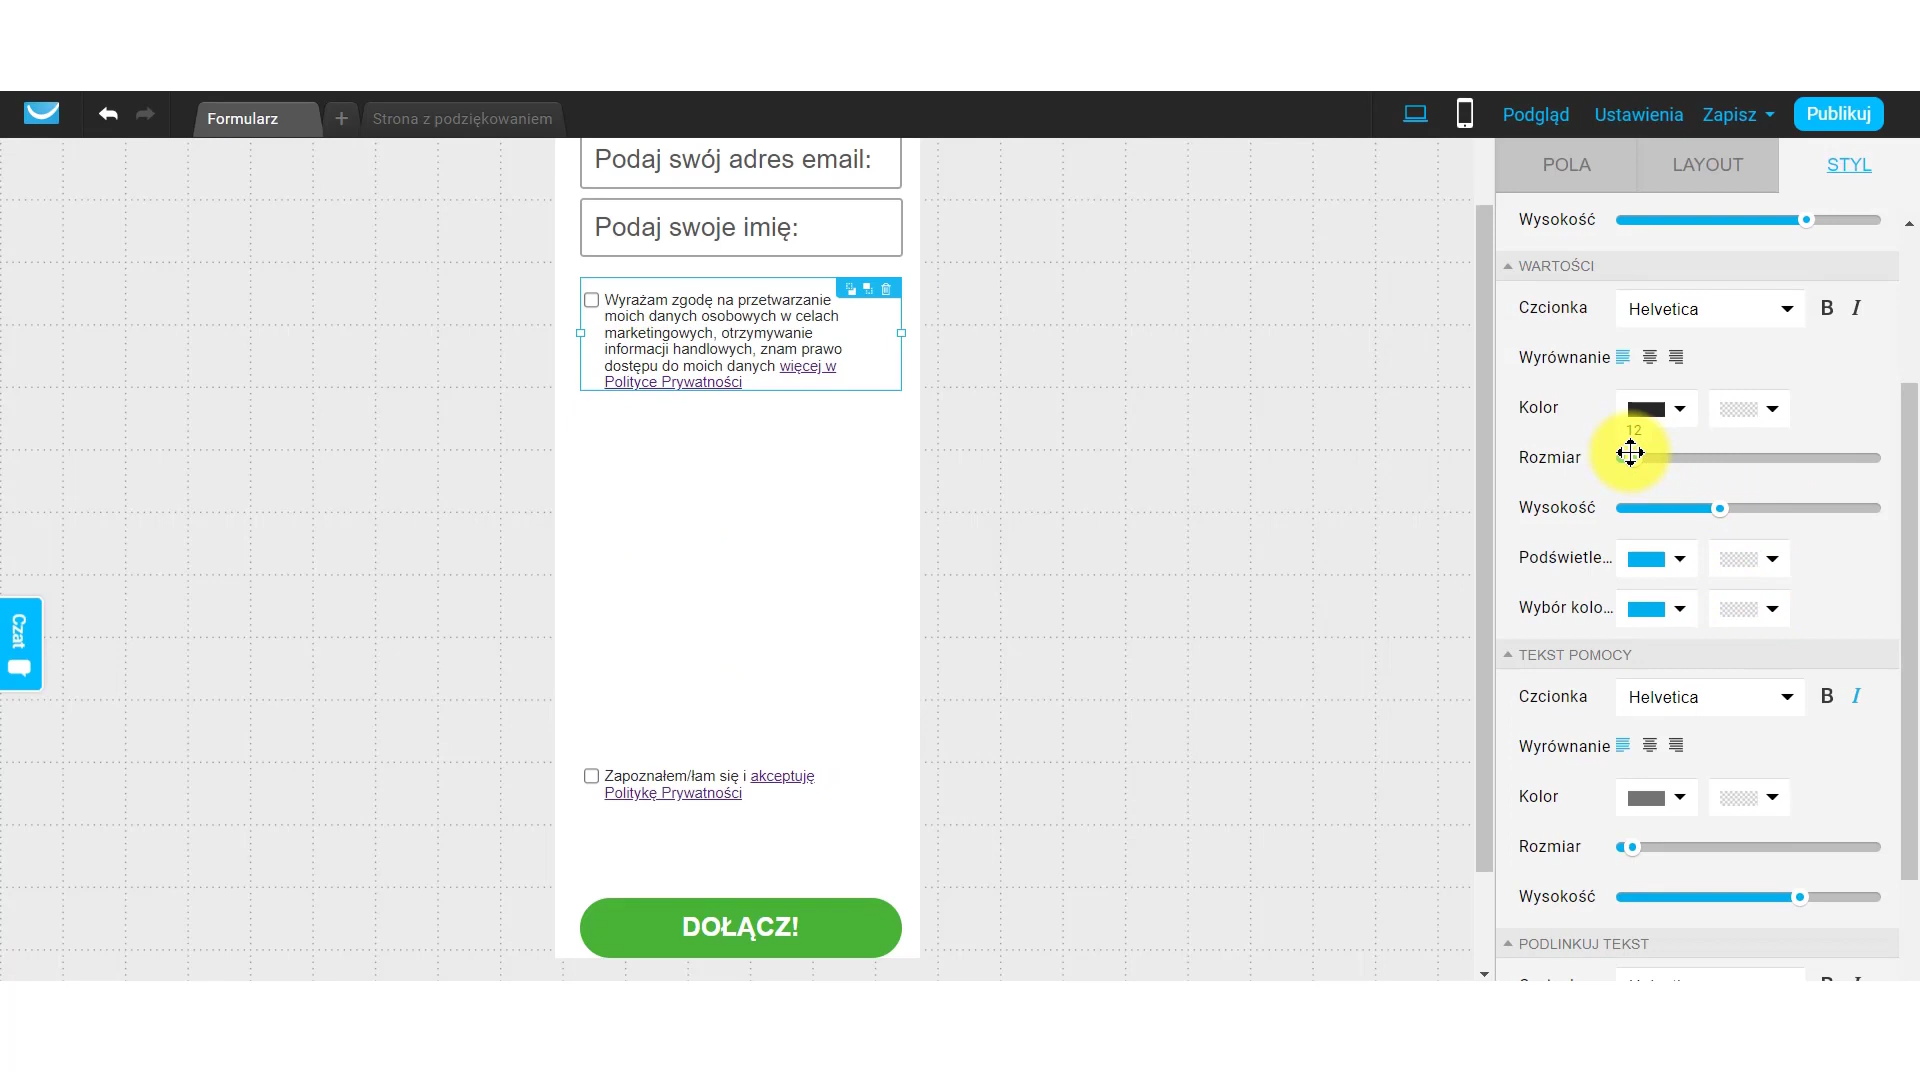 Formularz
+
Strona z podziękowaniem
Podgląd
Ustawienia
Zapisz
Publikuj
POLA
LAYOUT
STYL
Podaj swój adres email:
Podaj swoje imię:
Wyrażam zgodę na przetwarzanie
moich danych osobowych w celach
marketingowych, otrzymywanie
informacji handlowych, znam prawo
dostępu do moich danych więcej w
Polityce Prywatności
Zapoznałem/łam się i akceptuję
Politykę Prywatności
DOŁĄCZ!
Czat
Wysokość
WARTOŚCI
Czcionka
Helvetica
B I
Wyrównanie
Kolor
12
Rozmiar
Wysokość
Podświetle...
Wybór kolo...
TEKST POMOCY
Czcionka
Helvetica
B I
Wyrównanie
Kolor
Rozmiar
Wysokość
PODLINKUJ TEKST